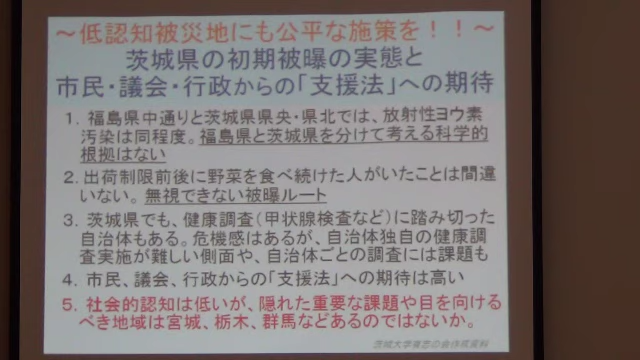 ～低認知被災地にも公平な施策を！！～
茨城県の初期被曝の実態と
市民・議会・行政からの「支援法」への期待
1．福島県中通りと茨城県県央・県北では、放射性ヨウ素
汚染は同程度。福島県と茨城県を分けて考える科学的
根拠はない
2．出荷制限前後に野菜を食べ続けた人がいたことは間違
いない。無視できない被曝ルート
3．茨城県でも、健康調査（甲状腺検査など）に踏み切った
自治体もある。危機感はあるが、自治体独自の健康調
査実施が難しい側面や、自治体ごとの調査には課題も
4．市民、議会、行政からの「支援法」への期待は高い
5．社会的認知は低いが、隠れた重要な課題や目を向ける
べき地域は宮城、栃木、群馬などあるのではないか。
茨城大学有志の会作成資料